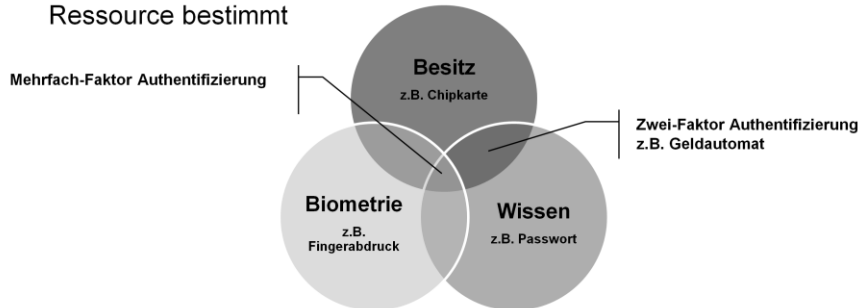 Ressource bestimmt
Mehrfach-Faktor Authentifizierung
Besitz
z.B. Chipkarte
Zwei-Faktor Authentifizierung
z.B. Geldautomat
Biometrie
z.B.
Fingerabdruck
Wissen
z.B. Passwort